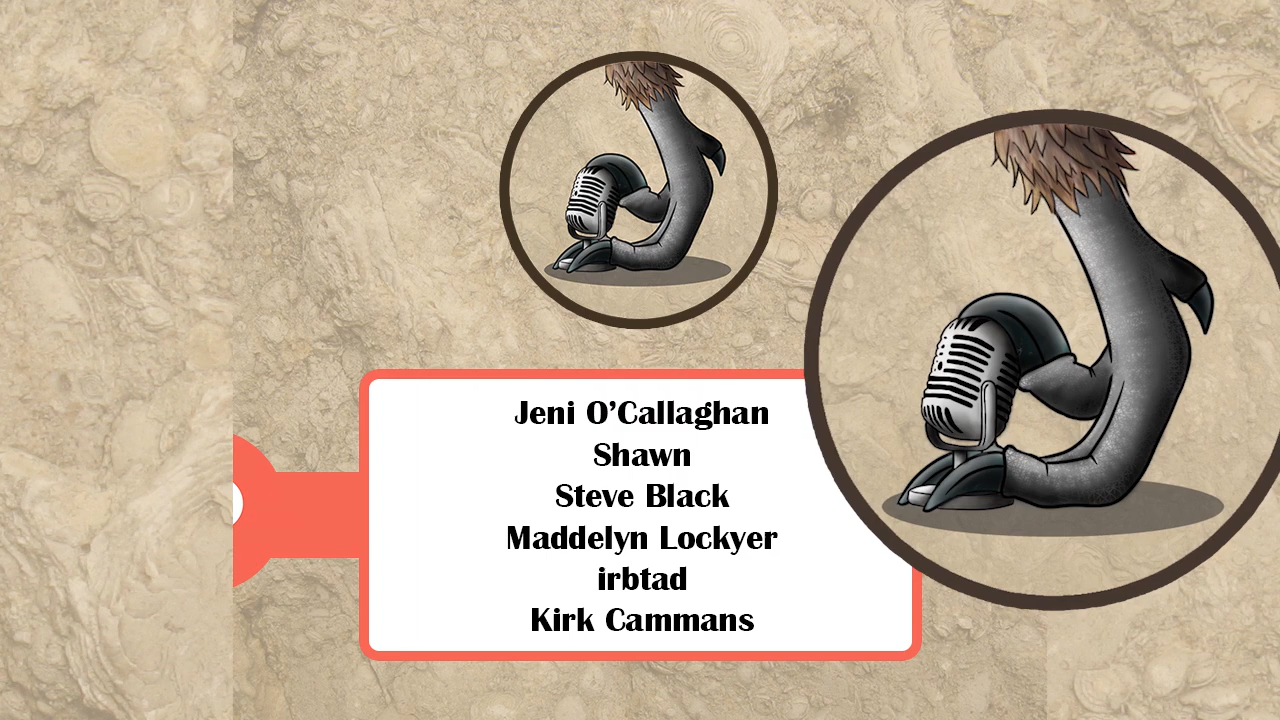 Jeni O’Callaghan
Shawn
Steve Black
Maddelyn Lockyer
irbtad
Kirk Cammans